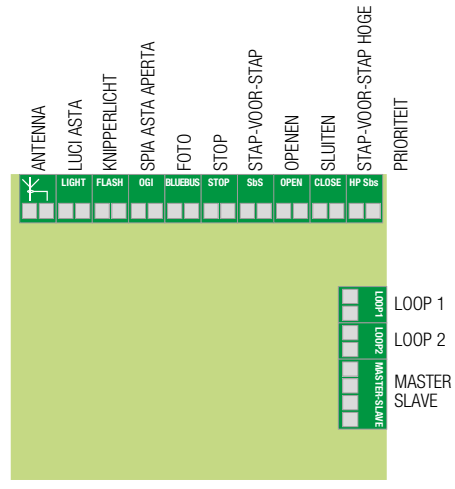 ANTENNA
LUCI ASTA
KNIPPERLICHT
SPIA ASTA APERTA
FOTO
STOP
STAP-VOOR-STAP
OPENEN
SLUITEN
STAP-VOOR-STAP HOGE
PRIORITEIT
LIGHT
FLASH
OGI
BLUEBUS
STOP
SbS
OPEN
CLOSE
HP Sbs
LOOP1
LOOP 1
LOOP2
LOOP 2
MASTER-SLAVE
MASTER
SLAVE